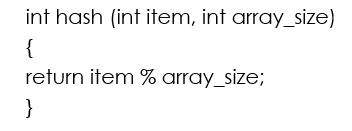 int hash (int item, int array_size)
{
return item % array_size;
}